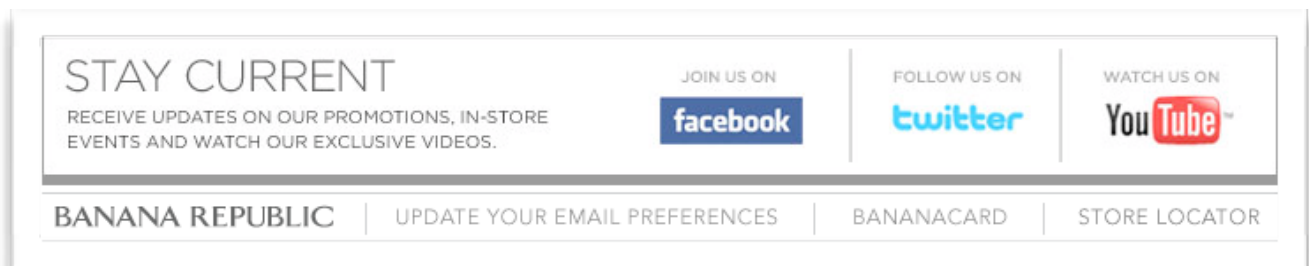 STAY CURRENT
RECEIVE UPDATES ON OUR PROMOTIONS, IN-STORE
EVENTS AND WATCH OUR EXCLUSIVE VIDEOS.
JOIN US ON
facebook
FOLLOW US ON
twitter
WATCH US ON
YouTube™
BANANA REPUBLIC
UPDATE YOUR EMAIL PREFERENCES
BANANACARD
STORE LOCATOR